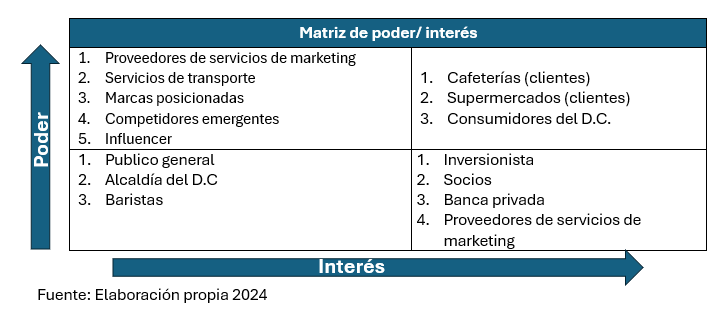 Matriz de poder/ interés
Poder
1. Proveedores de servicios de marketing
2. Servicios de transporte
3. Marcas posicionadas
4. Competidores emergentes
5. Influencer
1. Cafeterías (clientes)
2. Supermercados (clientes)
3. Consumidores del D.C.
1. Publico general
2. Alcaldía del D.C
3. Baristas
1. Inversionista
2. Socios
3. Banca privada
4. Proveedores de servicios de
marketing
Interés
Fuente: Elaboración propia 2024